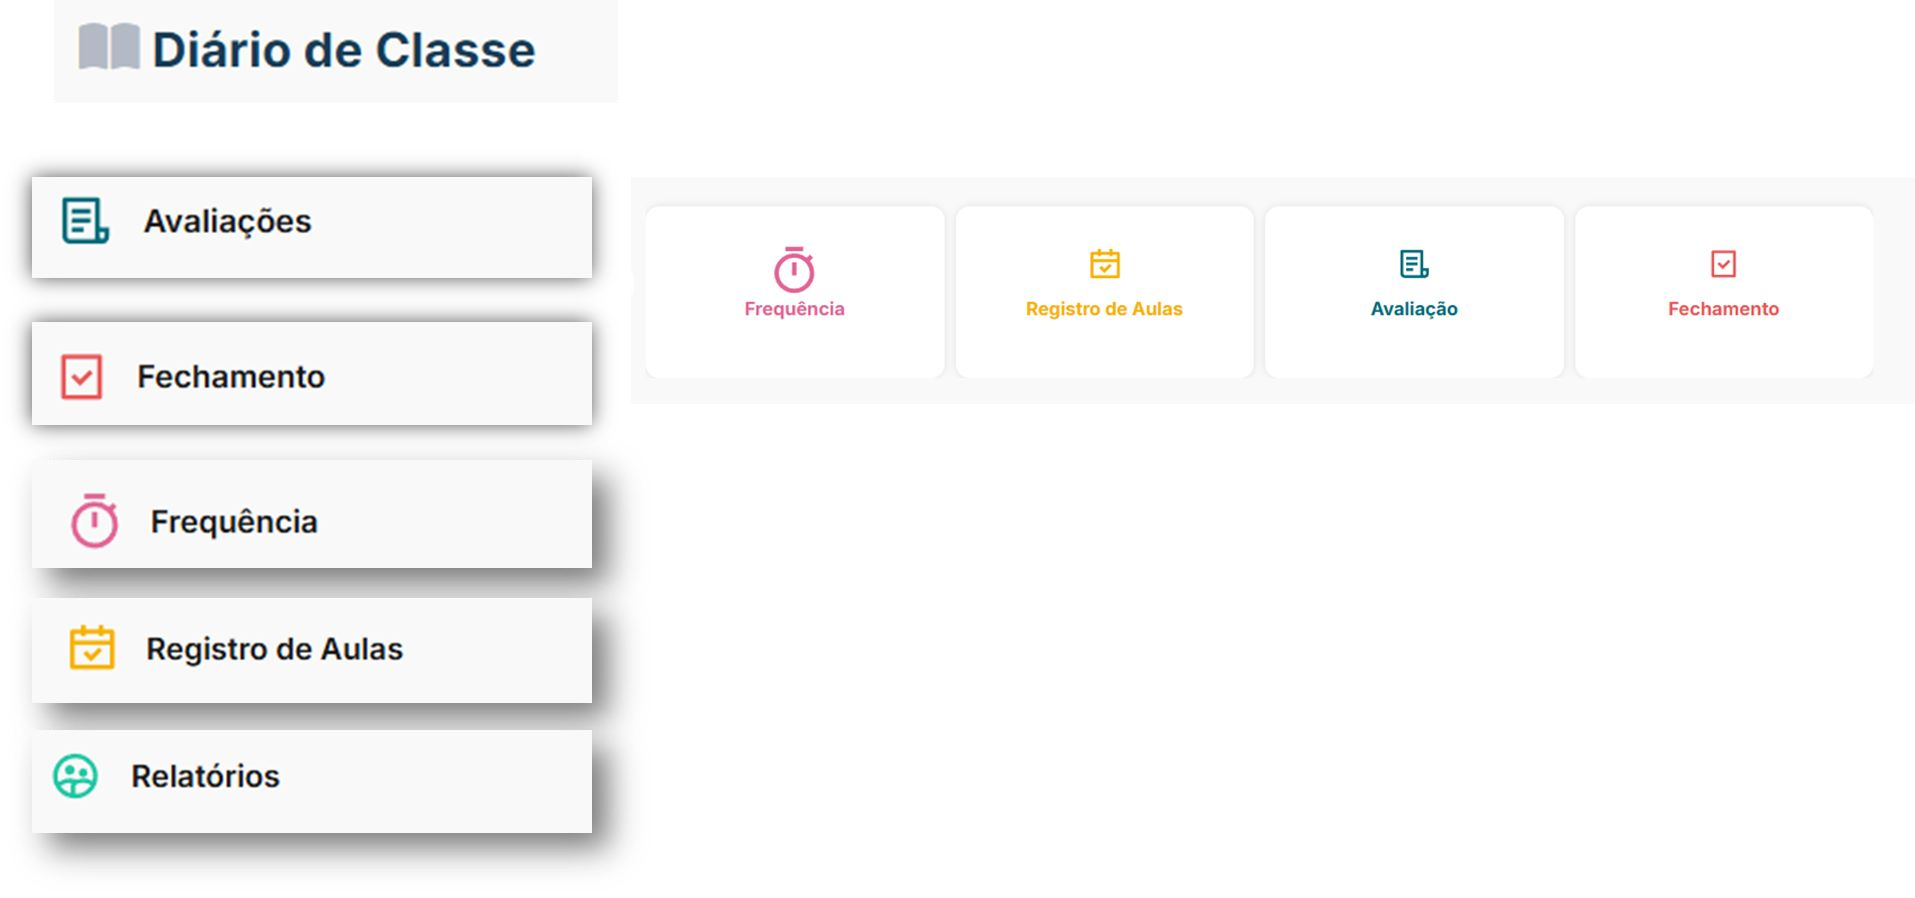 Diário de Classe
Avaliações
Fechamento
Frequência
Registro de Aulas
Relatórios
Frequência
Registro de Aulas
Avaliação
Fechamento